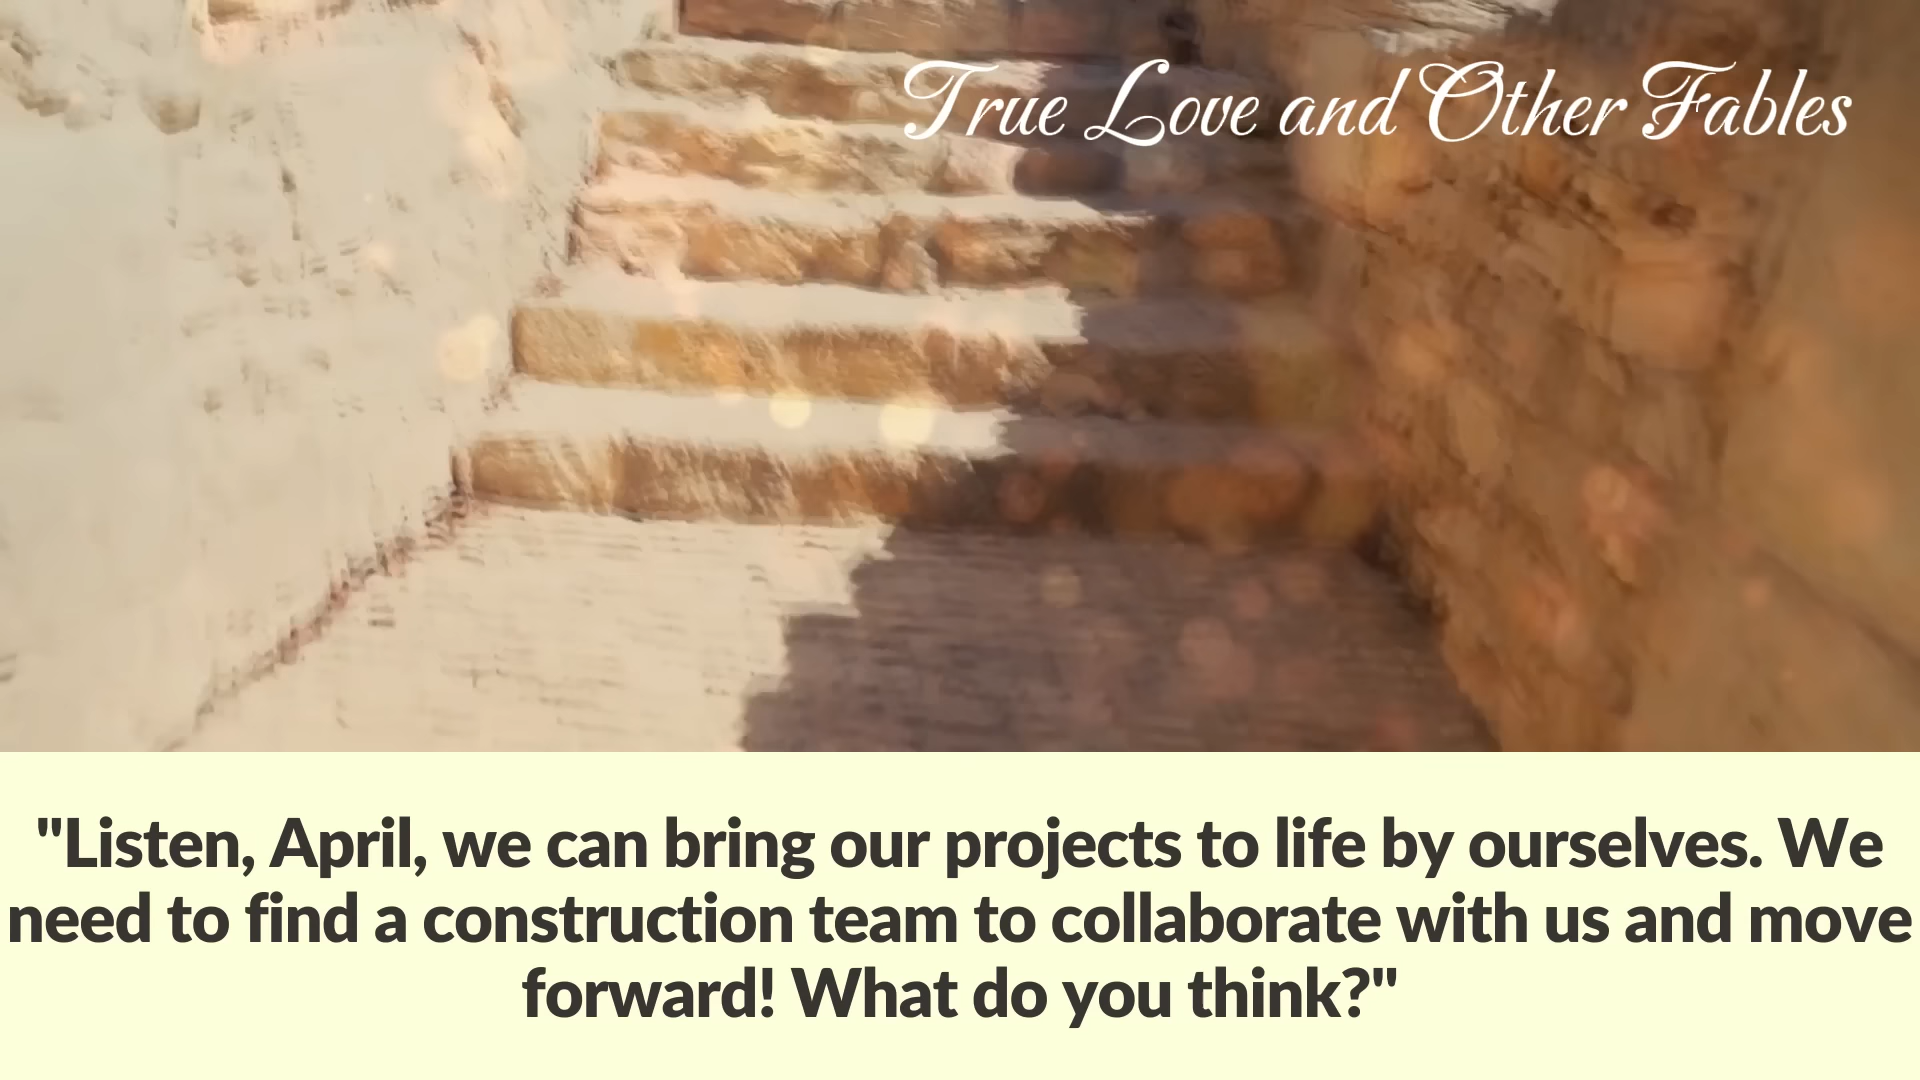 True Love and Other Fables
"Listen, April, we can bring our projects to life by ourselves. We
need to find a construction team to collaborate with us and move
forward! What do you think?"